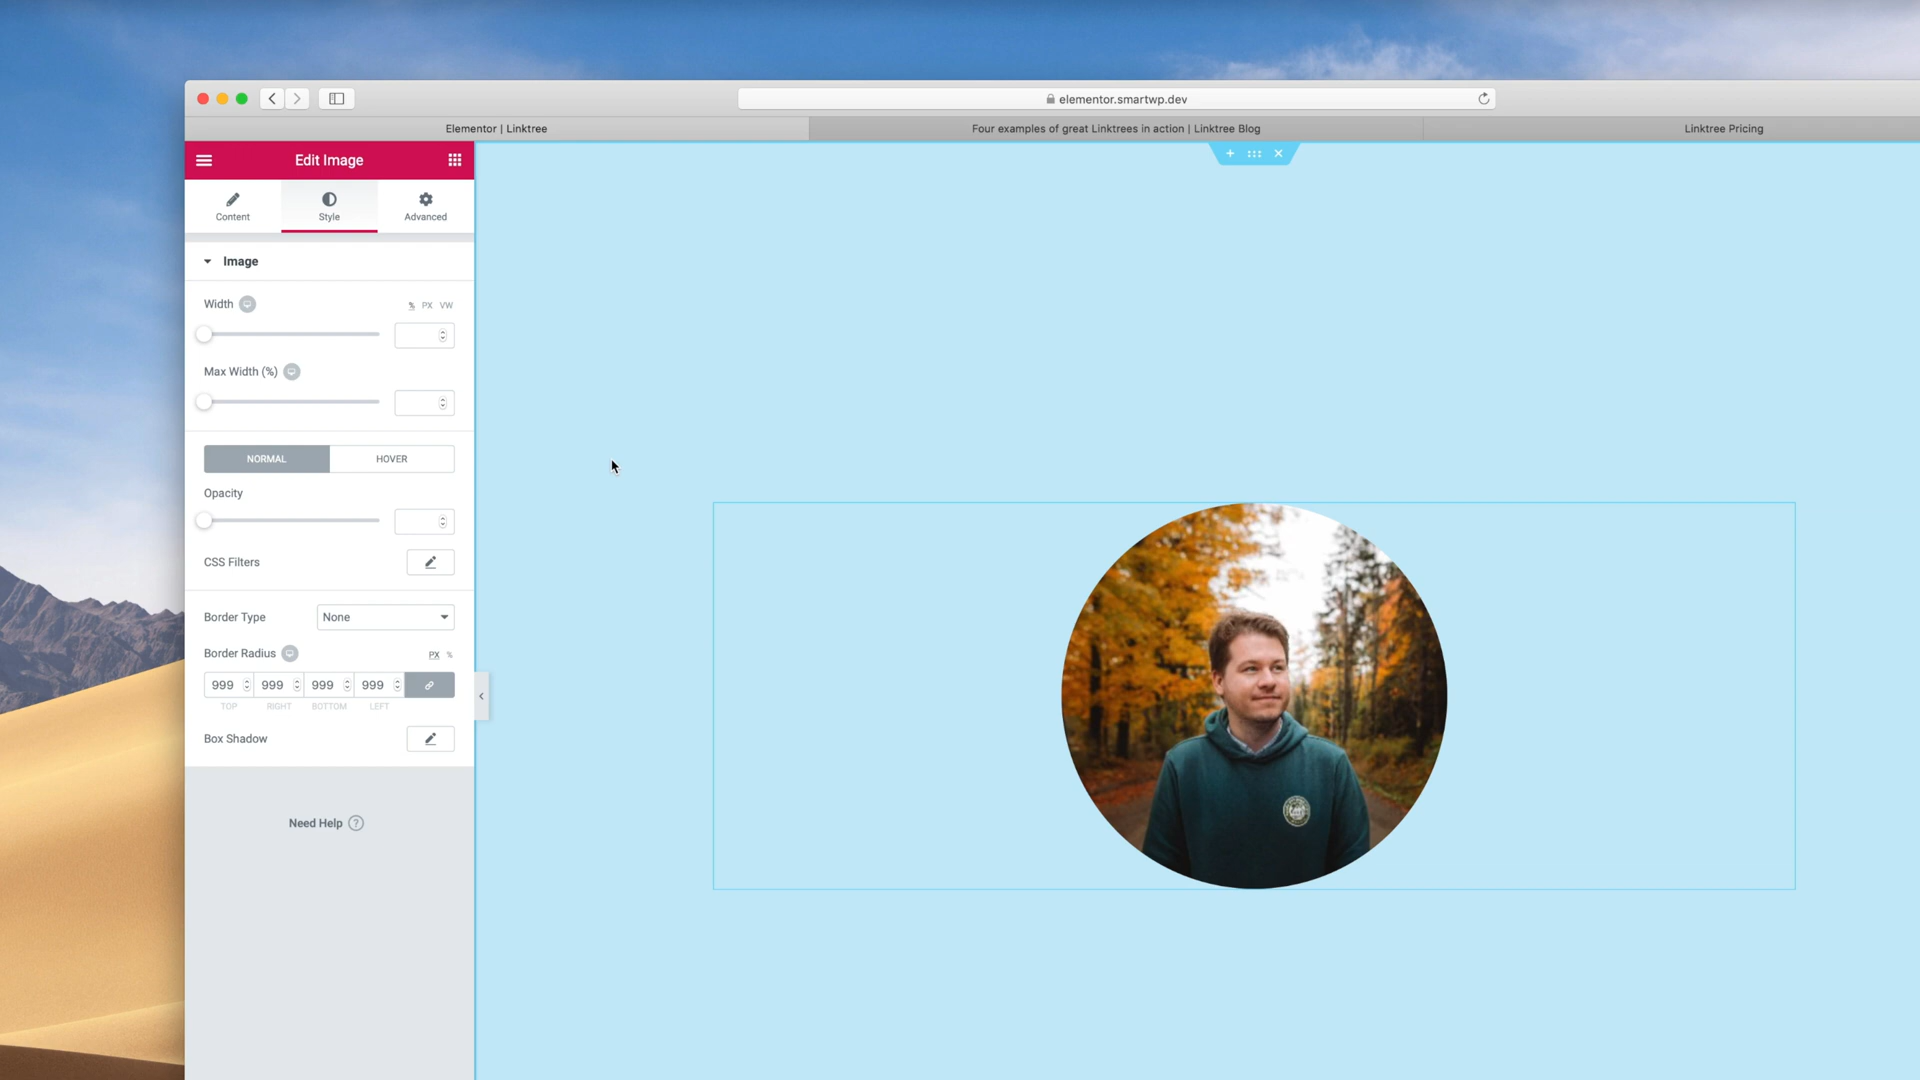 elementor.smartwp.dev
Elementor | Linktree
Four examples of great Linktrees in action | Linktree Blog
Linktree Pricing
Edit Image
Content
Style
Advanced
Image
Width
% PX VW
Max Width (%)
NORMAL
HOVER
Opacity
CSS Filters
Border Type
None
Border Radius
PX %
999 999 999 999
TOP RIGHT BOTTOM LEFT
Box Shadow
Need Help ?